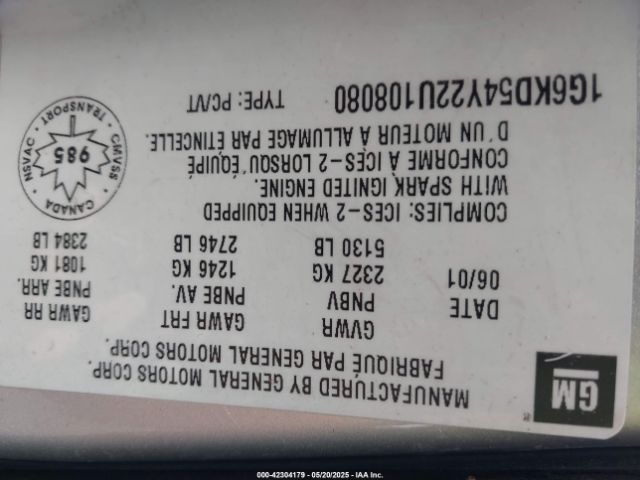 GM
MANUFACTURED BY GENERAL MOTORS CORP.
FABRIQUÉ PAR GENERAL MOTORS CORP.
DATE GVWR GAWR FRT GAWR RR
06/01 PNBV PNBE AV. PNBE ARR.
2327 KG 1246 KG 1081 KG
5130 LB 2746 LB 2384 LB
COMPLIES: ICES-2 WHEN EQUIPPED
WITH SPARK IGNITED ENGINE.
CONFORME À ICES-2 LORSQU'ÉQUIPÉ
D'UN MOTEUR À ALLUMAGE PAR ÉTINCELLE.
CANADA
NSVAC · TRANSPORT · CMVSS
985
1G6KD54Y22U108080 TYPE: PC/VT
000-42304179 — 05/20/2025 — IAA Inc.